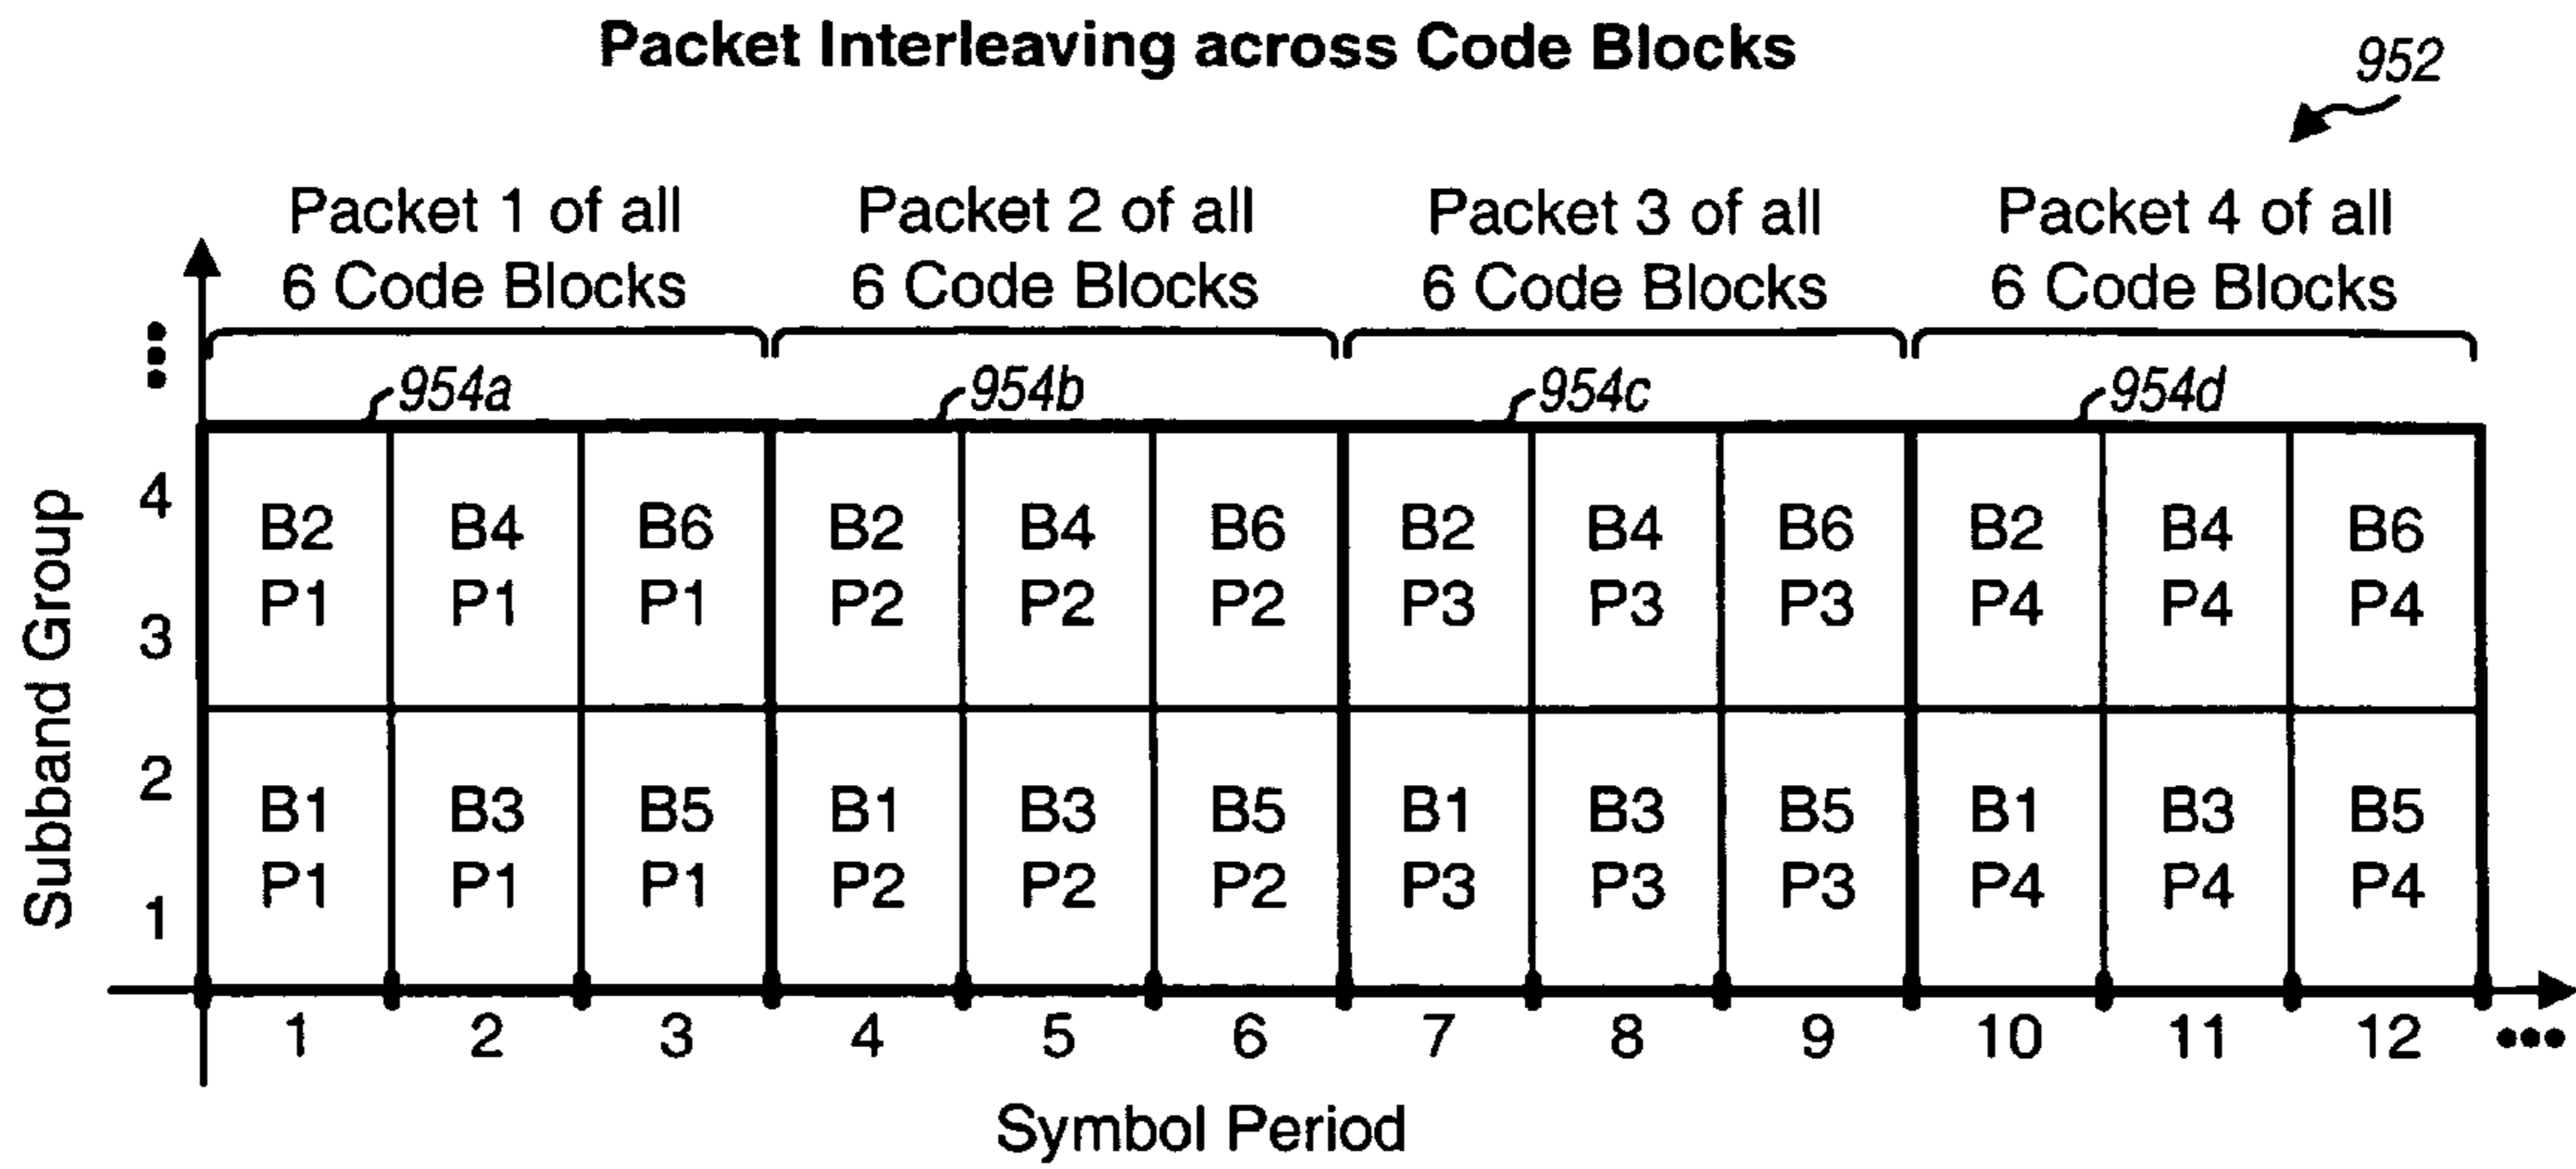 Packet Interleaving across Code Blocks
952
Packet 1 of all
6 Code Blocks
Packet 2 of all
6 Code Blocks
Packet 3 of all
6 Code Blocks
Packet 4 of all
6 Code Blocks
954a
954b
954c
954d
Subband Group
4
3
2
1
B2 B4 B6 B2 B4 B6 B2 B4 B6 B2 B4 B6
P1 P1 P1 P2 P2 P2 P3 P3 P3 P4 P4 P4
B1 B3 B5 B1 B3 B5 B1 B3 B5 B1 B3 B5
P1 P1 P1 P2 P2 P2 P3 P3 P3 P4 P4 P4
1 2 3 4 5 6 7 8 9 10 11 12 •••
Symbol Period